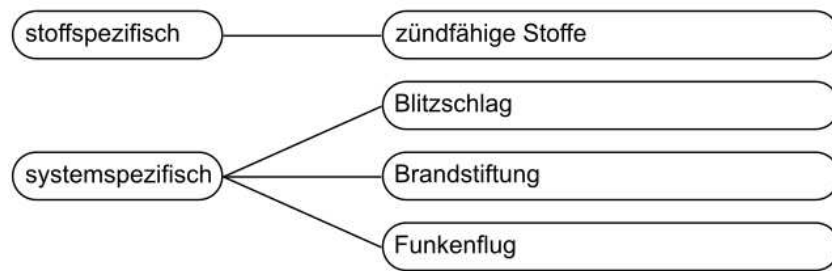 stoffspezifisch
zündfähige Stoffe
Blitzschlag
systemspezifisch
Brandstiftung
Funkenflug